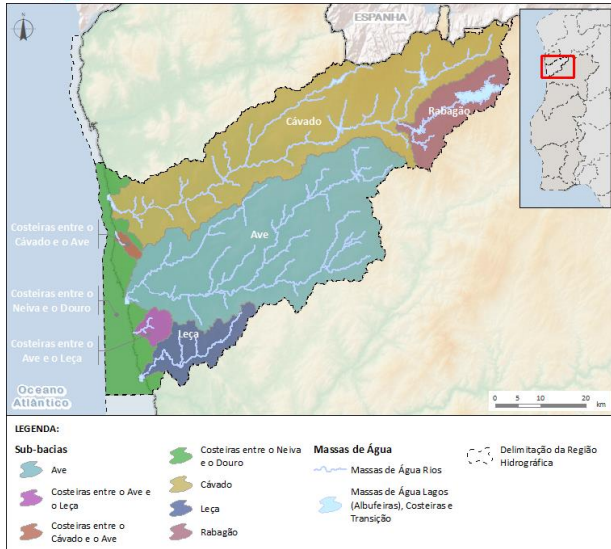 ESPANHA
Cávado
Rabagão
Ave
Leça
Costeiras entre o
Cávado e o Ave
Costeiras entre o
Neiva e o Douro
Costeiras entre o
Ave e o Leça
Oceano
Atlântico
0 5 10 20
km
LEGENDA:
Sub-bacias
Ave
Costeiras entre o Ave e
o Leça
Costeiras entre o
Cávado e o Ave
Costeiras entre o Neiva
e o Douro
Cávado
Leça
Rabagão
Massas de Água
Massas de Água Rios
Massas de Água Lagos
(Albufeiras), Costeiras e
Transição
Delimitação da Região
Hidrográfica